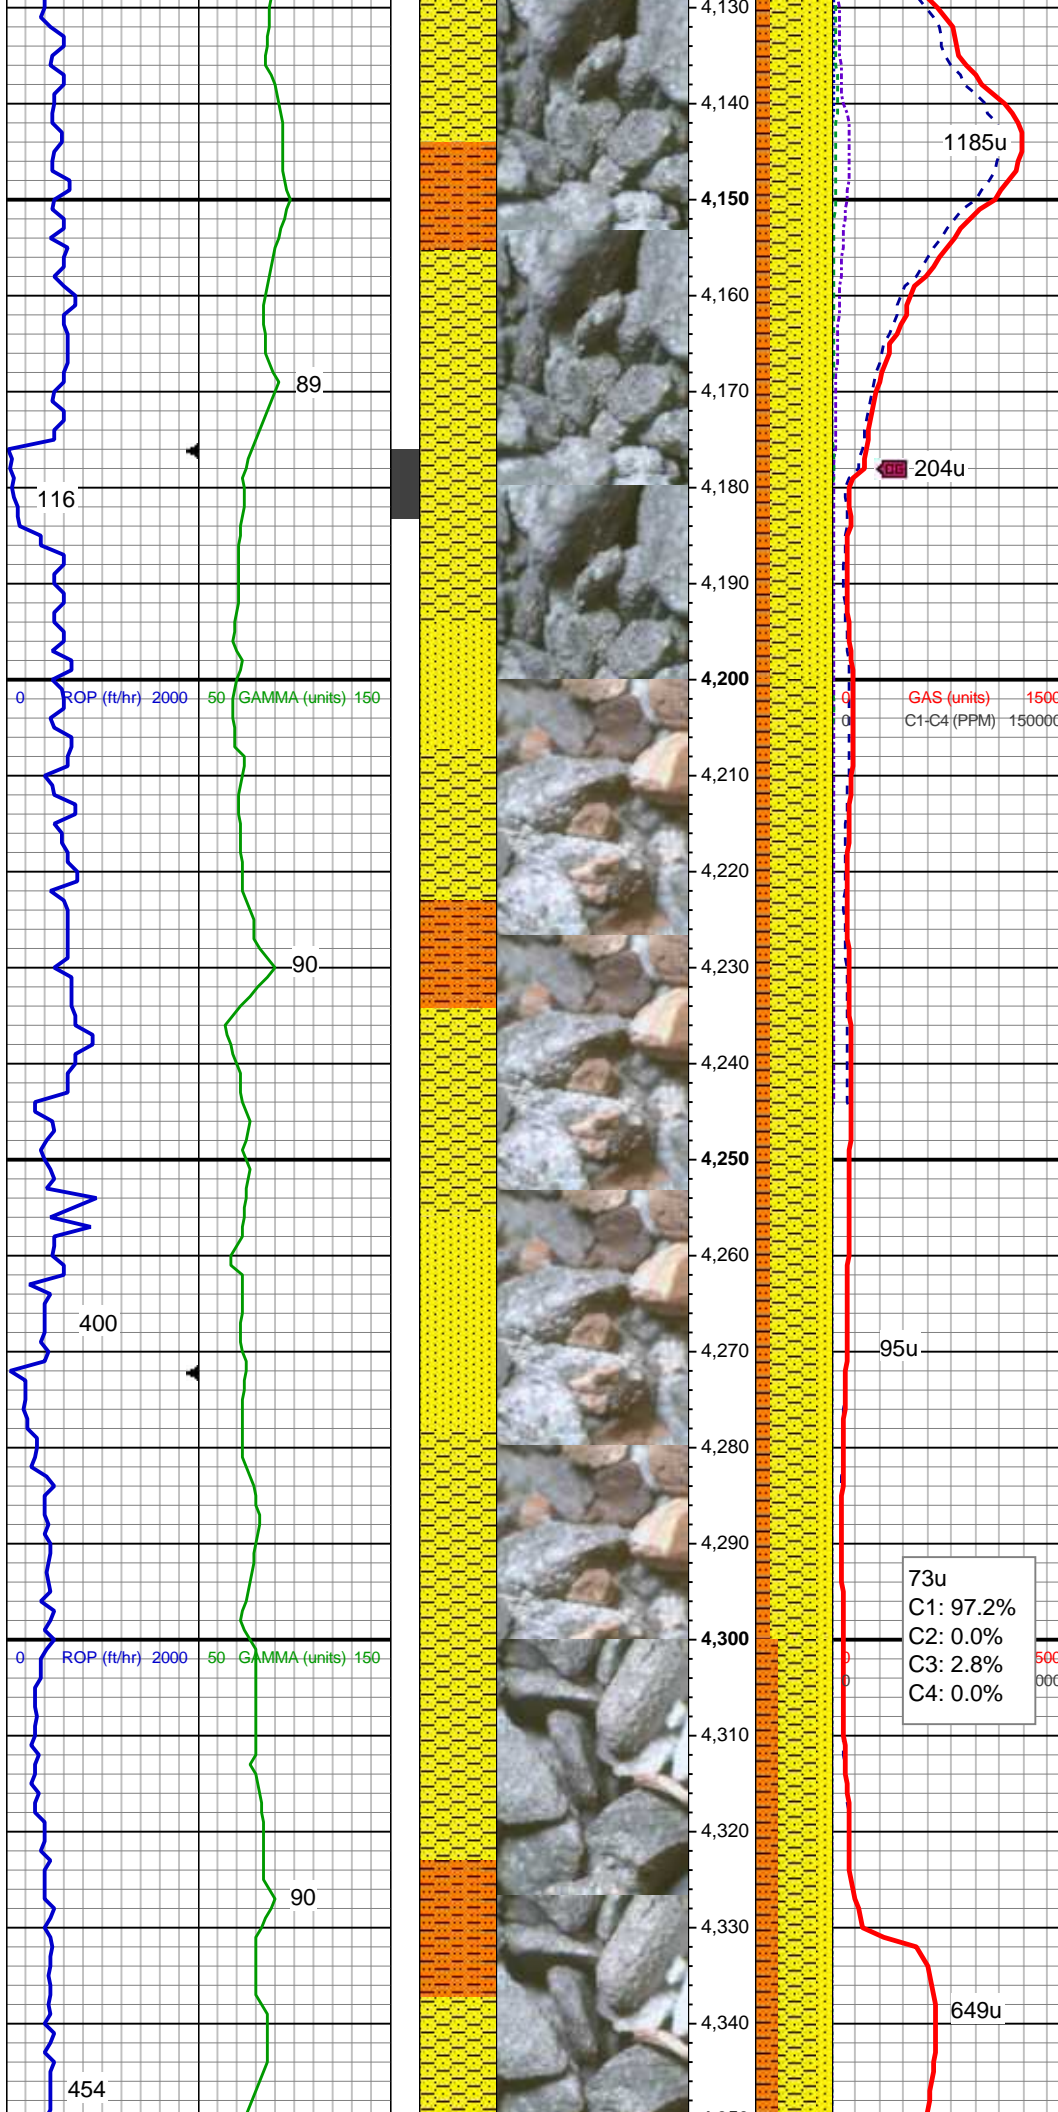 4,130
4,140
1185u
4,150
4,160
4,170
89
204u
4,180
116
4,190
4,200
0 ROP (ft/hr) 2000 50 GAMMA (units) 150
0 GAS (units) 1500
0 C1-C4 (PPM) 150000
4,210
4,220
4,230
90
4,240
4,250
4,260
400
4,270
95u
4,280
4,290
73u
C1: 97.2%
C2: 0.0%
C3: 2.8%
C4: 0.0%
4,300
0 ROP (ft/hr) 2000 50 GAMMA (units) 150
4,310
4,320
90
4,330
649u
4,340
454